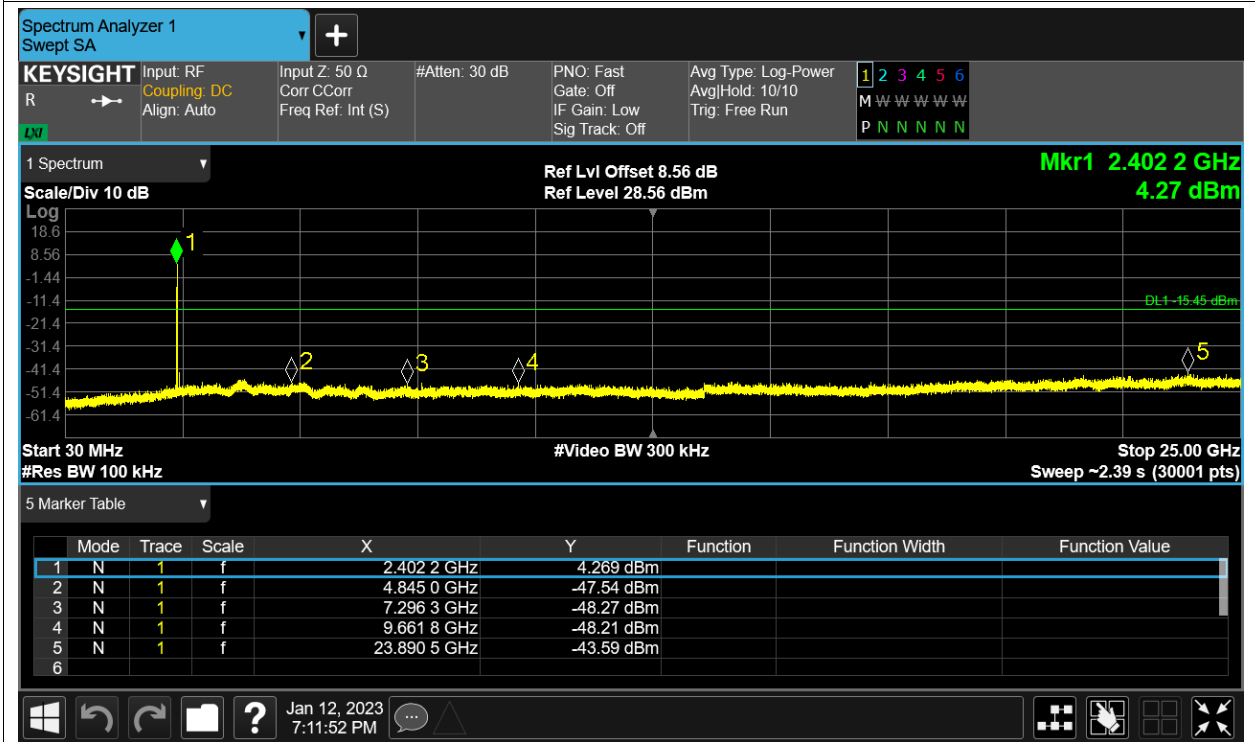 Spectrum Analyzer 1
Swept SA
+
KEYSIGHT
R
LXI
Input: RF
Coupling: DC
Align: Auto
Input Z: 50 Ω
Corr CCorr
Freq Ref: Int (S)
#Atten: 30 dB
PNO: Fast
Gate: Off
IF Gain: Low
Sig Track: Off
Avg Type: Log-Power
Avg|Hold: 10/10
Trig: Free Run
1 2 3 4 5 6
M W W W W W
P N N N N N
1 Spectrum
Scale/Div 10 dB
Ref Lvl Offset 8.56 dB
Ref Level 28.56 dBm
Mkr1 2.402 2 GHz
4.27 dBm
Log
18.6
8.56
-1.44
-11.4
-21.4
-31.4
-41.4
-51.4
-61.4
1
2
3
4
5
DL1 -15.45 dBm
Start 30 MHz
#Video BW 300 kHz
Stop 25.00 GHz
#Res BW 100 kHz
Sweep ~2.39 s (30001 pts)
5 Marker Table
Mode Trace Scale X Y Function Function Width Function Value
1 N 1 f 2.402 2 GHz 4.269 dBm
2 N 1 f 4.845 0 GHz -47.54 dBm
3 N 1 f 7.296 3 GHz -48.27 dBm
4 N 1 f 9.661 8 GHz -48.21 dBm
5 N 1 f 23.890 5 GHz -43.59 dBm
6
?
Jan 12, 2023
7:11:52 PM